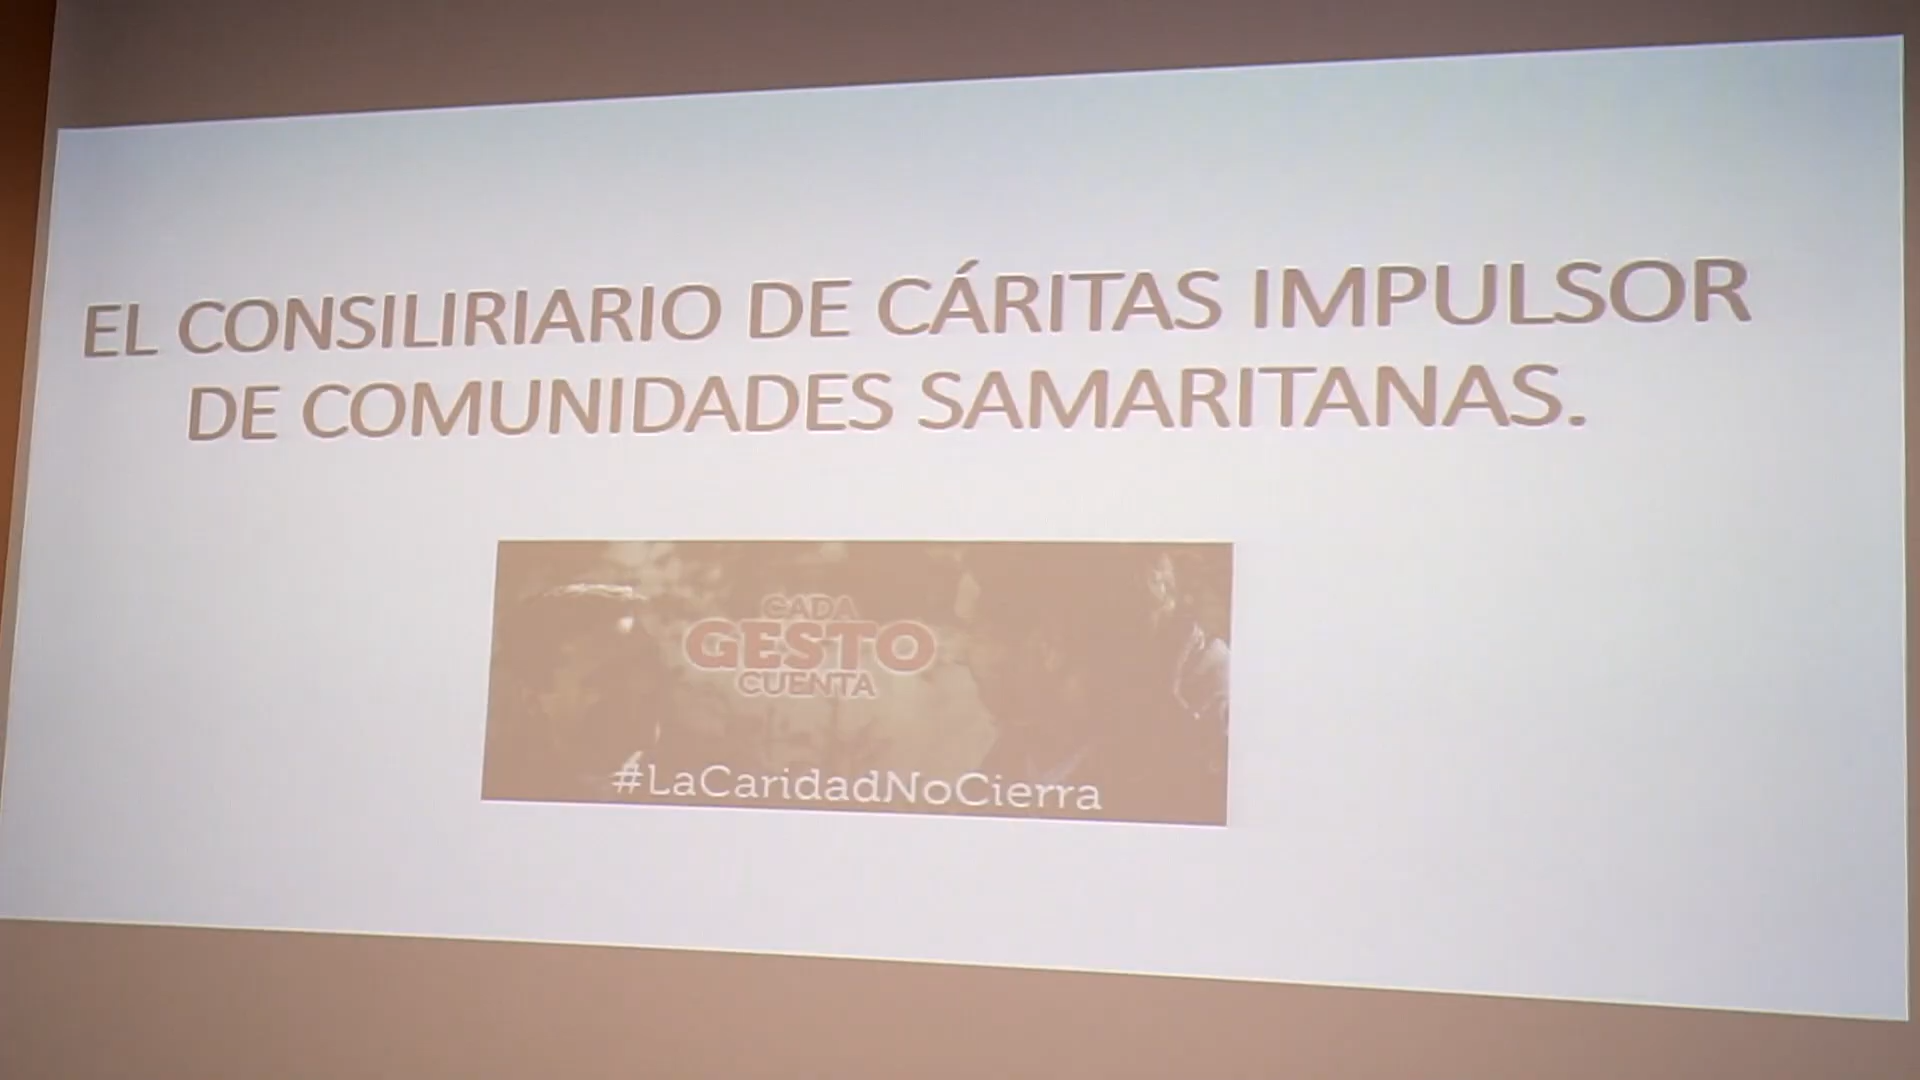 EL CONSILIRIARIO DE CÁRITAS IMPULSOR
DE COMUNIDADES SAMARITANAS.
CADA
GESTO
CUENTA
#LaCaridadNoCierra